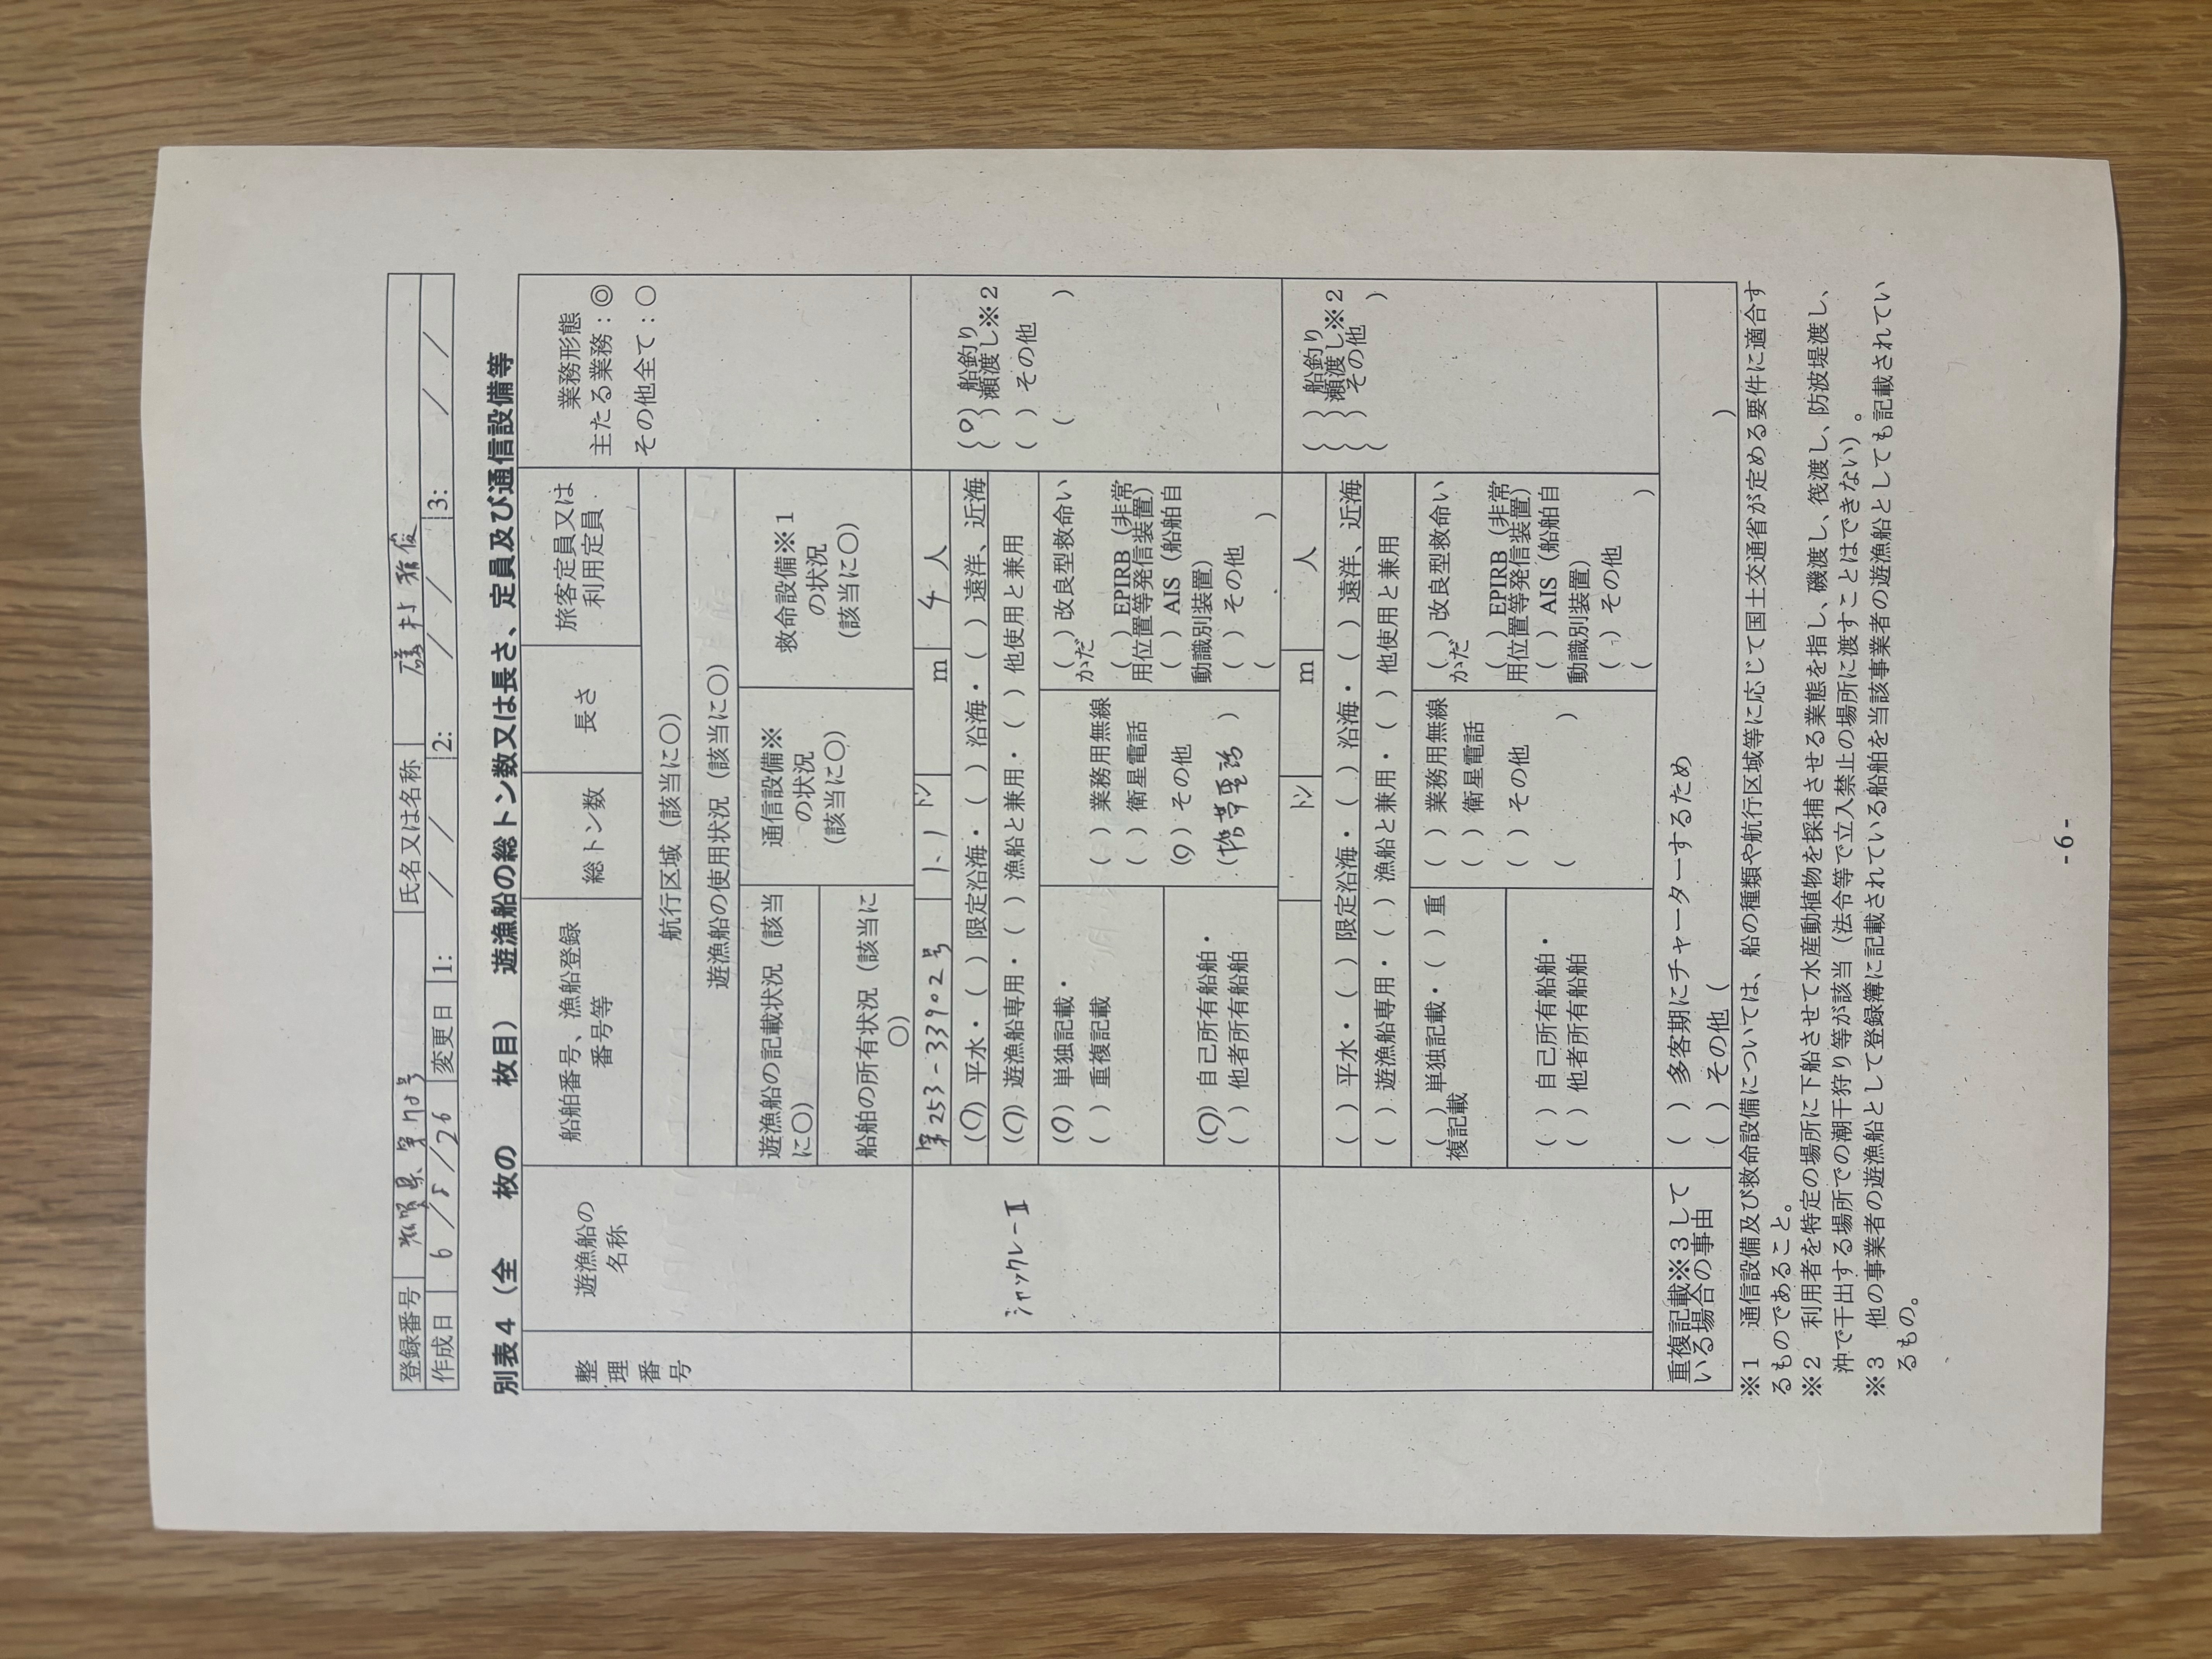 登録番号 滋賀県第170号 氏名又は名称 礒村 雅俊
作成日 6 / 5 / 26 変更日 1: / / 2: / / 3: / /
別表4（全　枚の　枚目）　遊漁船の総トン数又は長さ、定員及び通信設備等
整理番号
遊漁船の名称
船舶番号、漁船登録番号等
総トン数
長さ
旅客定員又は利用定員
業務形態
主たる業務：◎
その他全て：○
航行区域（該当に○）
遊漁船の使用状況（該当に○）
遊漁船の記載状況（該当に○）
船舶の所有状況（該当に○）
通信設備※の状況（該当に○）
救命設備※1の状況（該当に○）
ジャックレーⅡ
第253-33902号 1.1 トン m 4 人
(○) 平水・( ) 限定沿海・( ) 沿海・( ) 遠洋、近海
(○) 遊漁船専用・( ) 漁船と兼用・( ) 他使用と兼用
(○) 単独記載・
( ) 重複記載
(○) 自己所有船舶・
( ) 他者所有船舶
( ) 業務用無線
( ) 衛星電話
(○) その他
(携帯電話 )
( ) 改良型救命いかだ
( ) EPIRB（非常用位置等発信装置）
( ) AIS（船舶自動識別装置）
( ) その他
( )
(○) 船釣り
( ) 瀬渡し※2
( ) その他
( )
トン m 人
( ) 平水・( ) 限定沿海・( ) 沿海・( ) 遠洋、近海
( ) 遊漁船専用・( ) 漁船と兼用・( ) 他使用と兼用
( ) 単独記載・( ) 重複記載
( ) 自己所有船舶・
( ) 他者所有船舶
( ) 業務用無線
( ) 衛星電話
( ) その他
( )
( ) 改良型救命いかだ
( ) EPIRB（非常用位置等発信装置）
( ) AIS（船舶自動識別装置）
( ) その他
( )
( ) 船釣り
( ) 瀬渡し※2
( ) その他
( )
重複記載※3している場合の事由
( ) 多客期にチャーターするため
( ) その他 ( )
※1　通信設備及び救命設備については、船の種類や航行区域等に応じて国土交通省が定める要件に適合するものであること。
※2　利用者を特定の場所に下船させて水産動植物を採捕させる業態を指し、磯渡し、筏渡し、防波堤渡し、
沖で干出する場所での潮干狩り等が該当（法令等で立入禁止の場所に渡すことはできない）。
※3　他の事業者の遊漁船として登録簿に記載されている船舶を当該事業者の遊漁船としても記載されているもの。
-6-